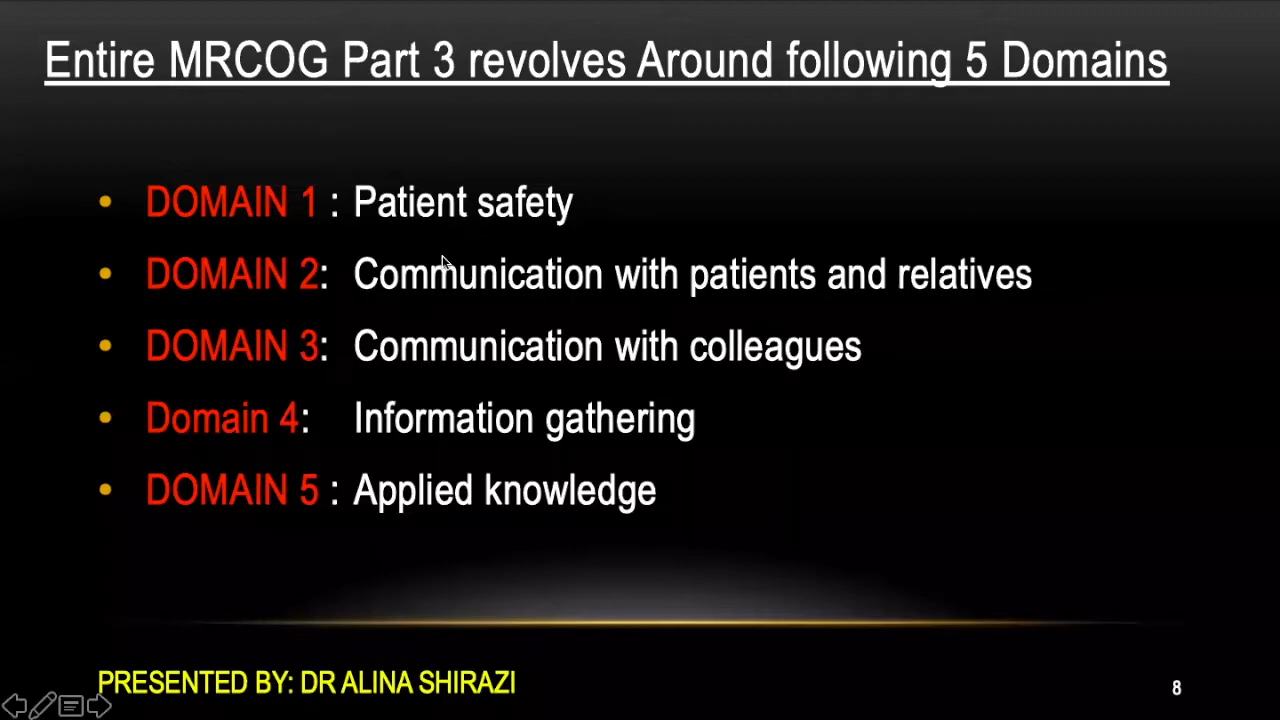 Entire MRCOG Part 3 revolves Around following 5 Domains
• DOMAIN 1 : Patient safety
• DOMAIN 2: Communication with patients and relatives
• DOMAIN 3: Communication with colleagues
• Domain 4: Information gathering
• DOMAIN 5 : Applied knowledge
PRESENTED BY: DR ALINA SHIRAZI
8